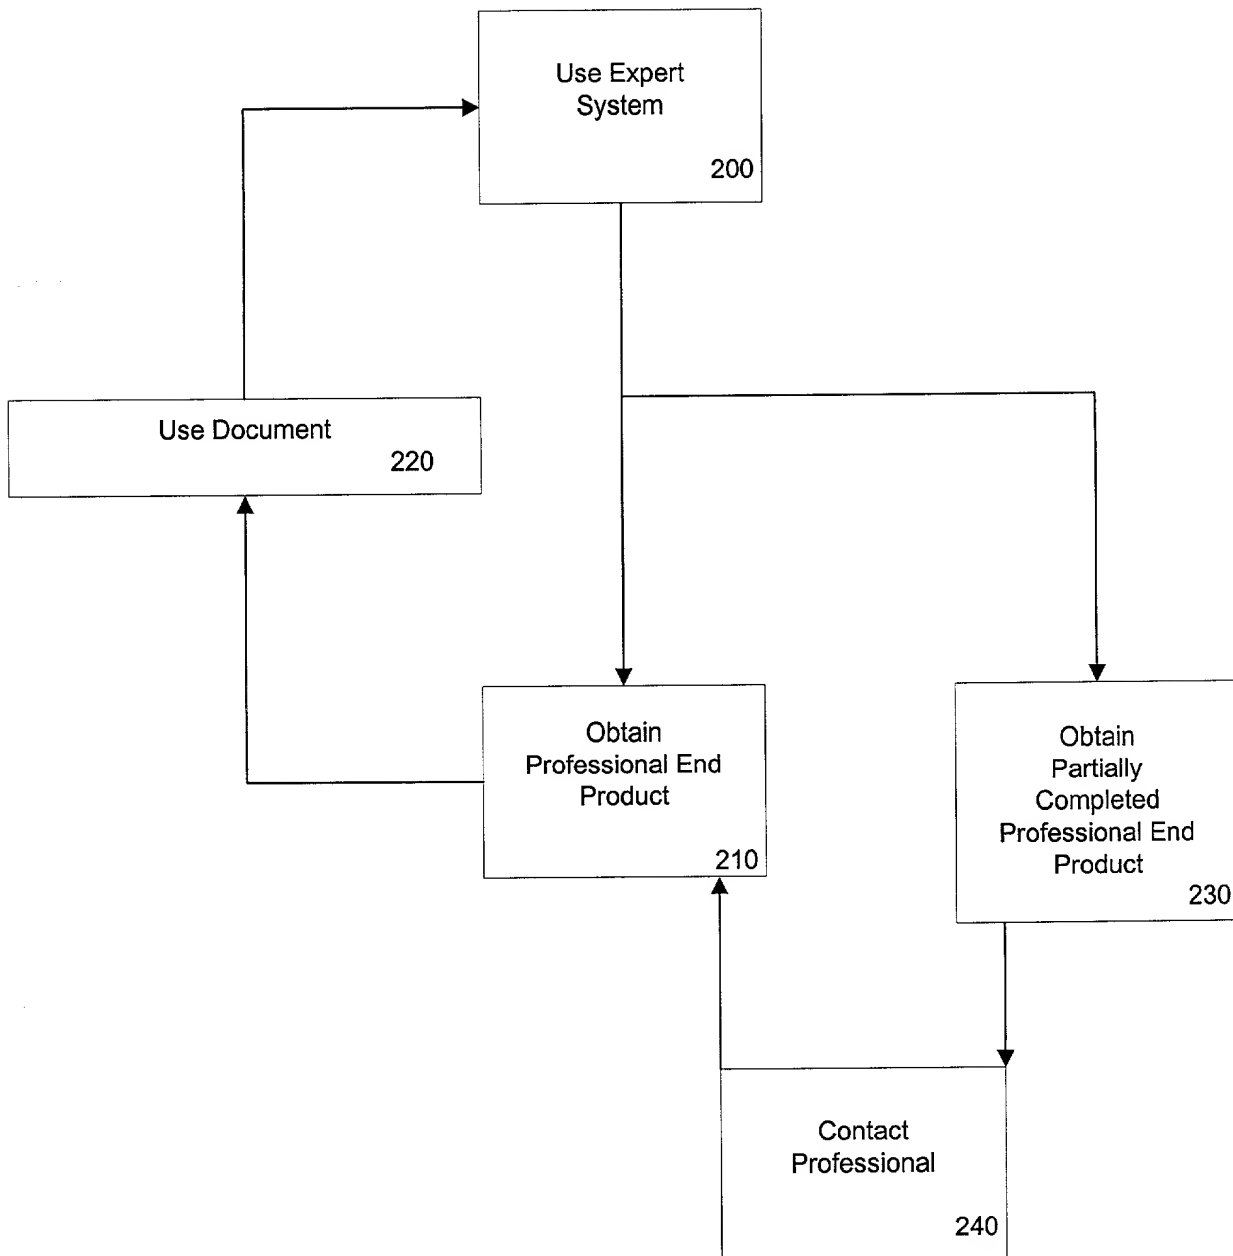 Use Expert
System
200
Use Document
220
Obtain
Professional End
Product
210
Obtain
Partially
Completed
Professional End
Product
230
Contact
Professional
240